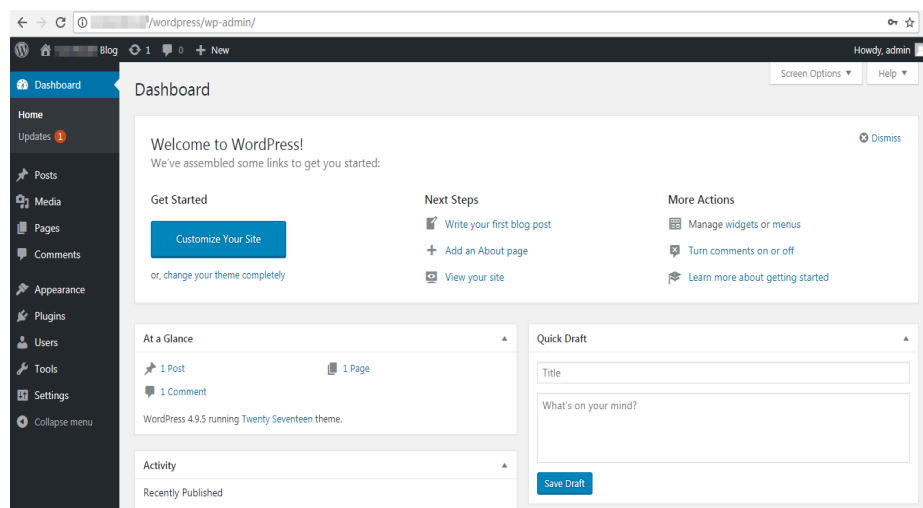 /wordpress/wp-admin/
Blog 1 0 + New Howdy, admin
Screen Options ▼ Help ▼
Dashboard
Home
Updates 1
Posts
Media
Pages
Comments
Appearance
Plugins
Users
Tools
Settings
Collapse menu
Dashboard
Welcome to WordPress!
We've assembled some links to get you started:
Dismiss
Get Started
Customize Your Site
or, change your theme completely
Next Steps
Write your first blog post
Add an About page
View your site
More Actions
Manage widgets or menus
Turn comments on or off
Learn more about getting started
At a Glance
1 Post
1 Page
1 Comment
WordPress 4.9.5 running Twenty Seventeen theme.
Activity
Recently Published
Quick Draft
Title
What's on your mind?
Save Draft